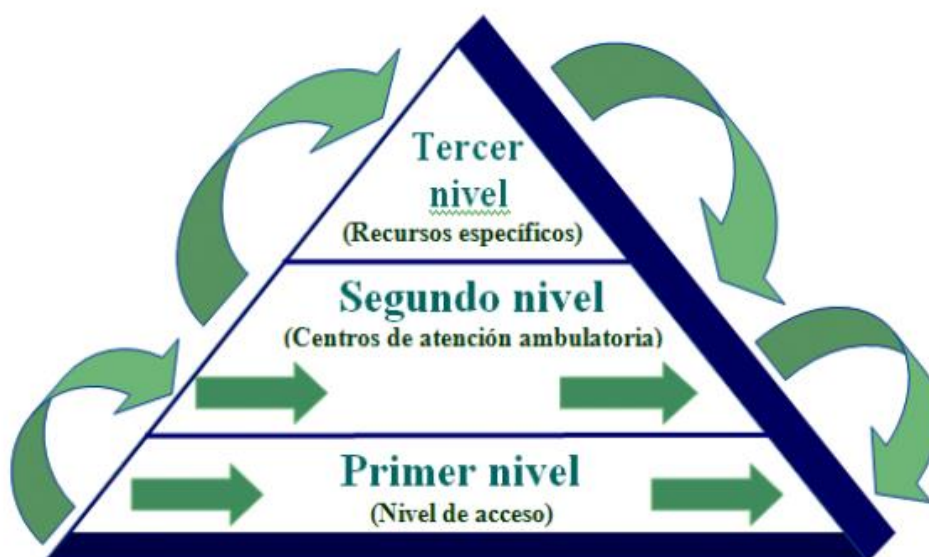 Tercer
nivel
(Recursos específicos)
Segundo nivel
(Centros de atención ambulatoria)
Primer nivel
(Nivel de acceso)